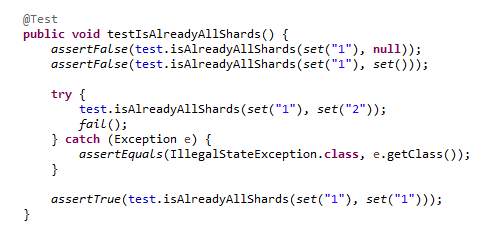 @Test
public void testIsAlreadyAllShards() {
    assertFalse(test.isAlreadyAllShards(set("1"), null));
    assertFalse(test.isAlreadyAllShards(set("1"), set()));

    try {
        test.isAlreadyAllShards(set("1"), set("2"));
        fail();
    } catch (Exception e) {
        assertEquals(IllegalStateException.class, e.getClass());
    }

    assertTrue(test.isAlreadyAllShards(set("1"), set("1")));
}